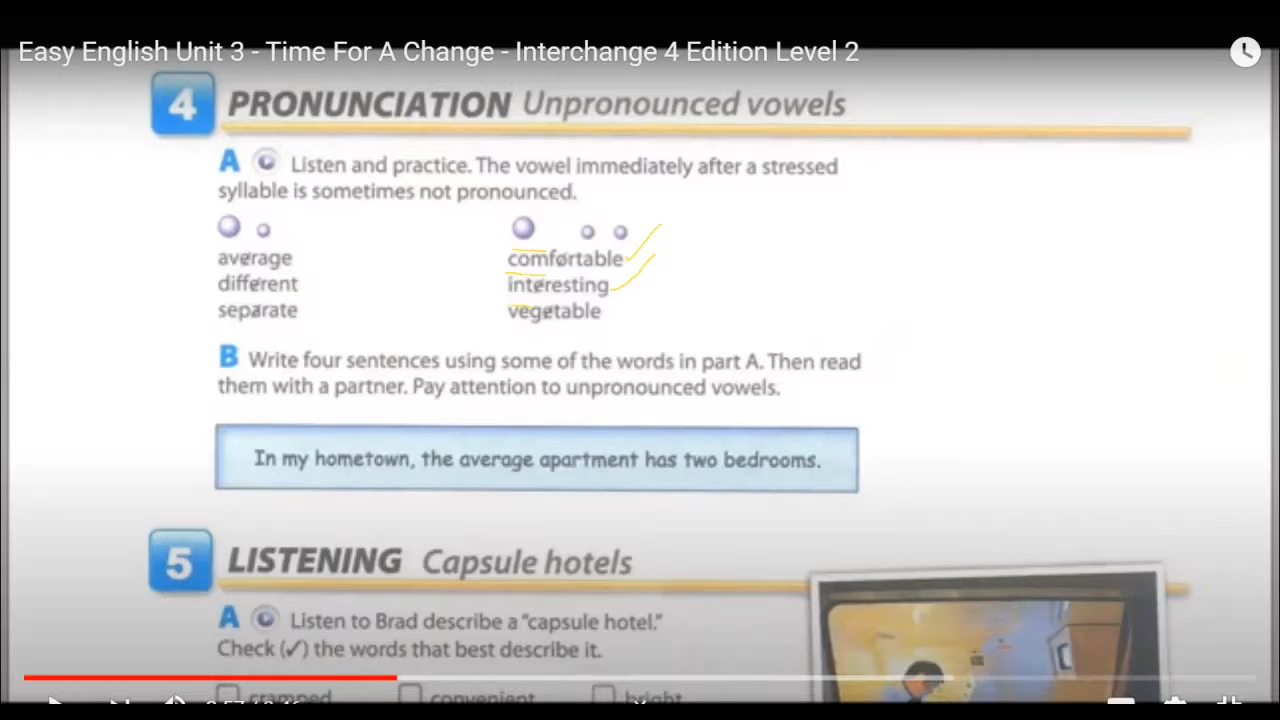 Easy English Unit 3 - Time For A Change - Interchange 4 Edition Level 2
4 PRONUNCIATION Unpronounced vowels
A Listen and practice. The vowel immediately after a stressed
syllable is sometimes not pronounced.
average comfortable
different interesting
separate vegetable
B Write four sentences using some of the words in part A. Then read
them with a partner. Pay attention to unpronounced vowels.
In my hometown, the average apartment has two bedrooms.
5 LISTENING Capsule hotels
A Listen to Brad describe a "capsule hotel."
Check (✓) the words that best describe it.
cramped convenient bright